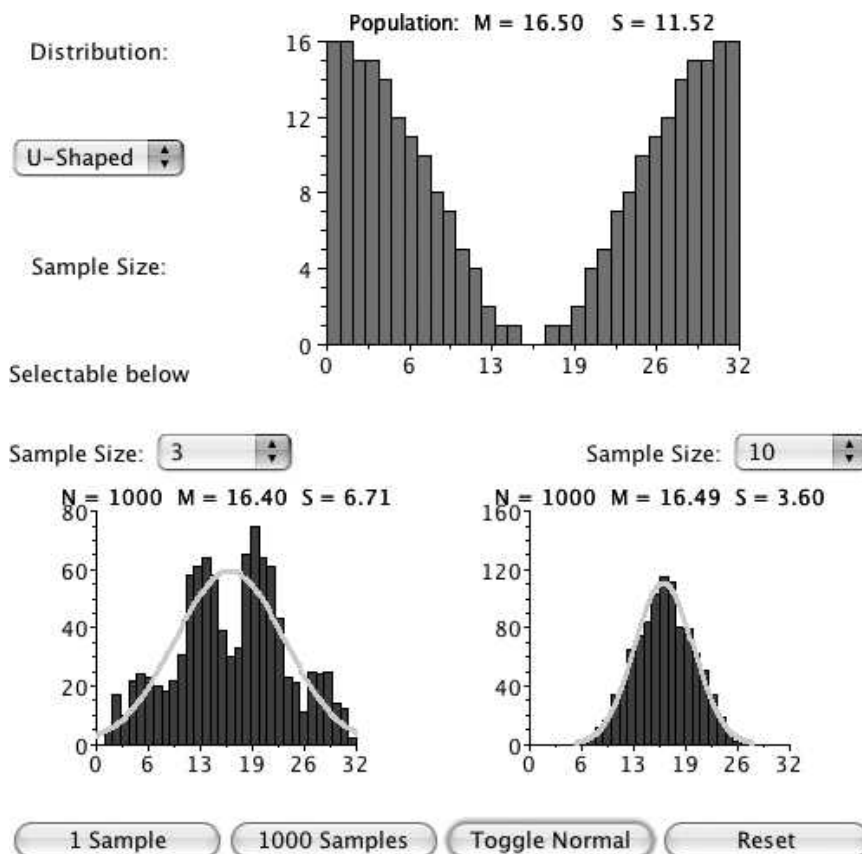 Population: M = 16.50 S = 11.52
Distribution:
U-Shaped
Sample Size:
Selectable below
16
12
8
4
0
0 6 13 19 26 32
Sample Size: 3
N = 1000 M = 16.40 S = 6.71
80
60
40
20
0
0 6 13 19 26 32
Sample Size: 10
N = 1000 M = 16.49 S = 3.60
160
120
80
40
0
0 6 13 19 26 32
1 Sample 1000 Samples Toggle Normal Reset